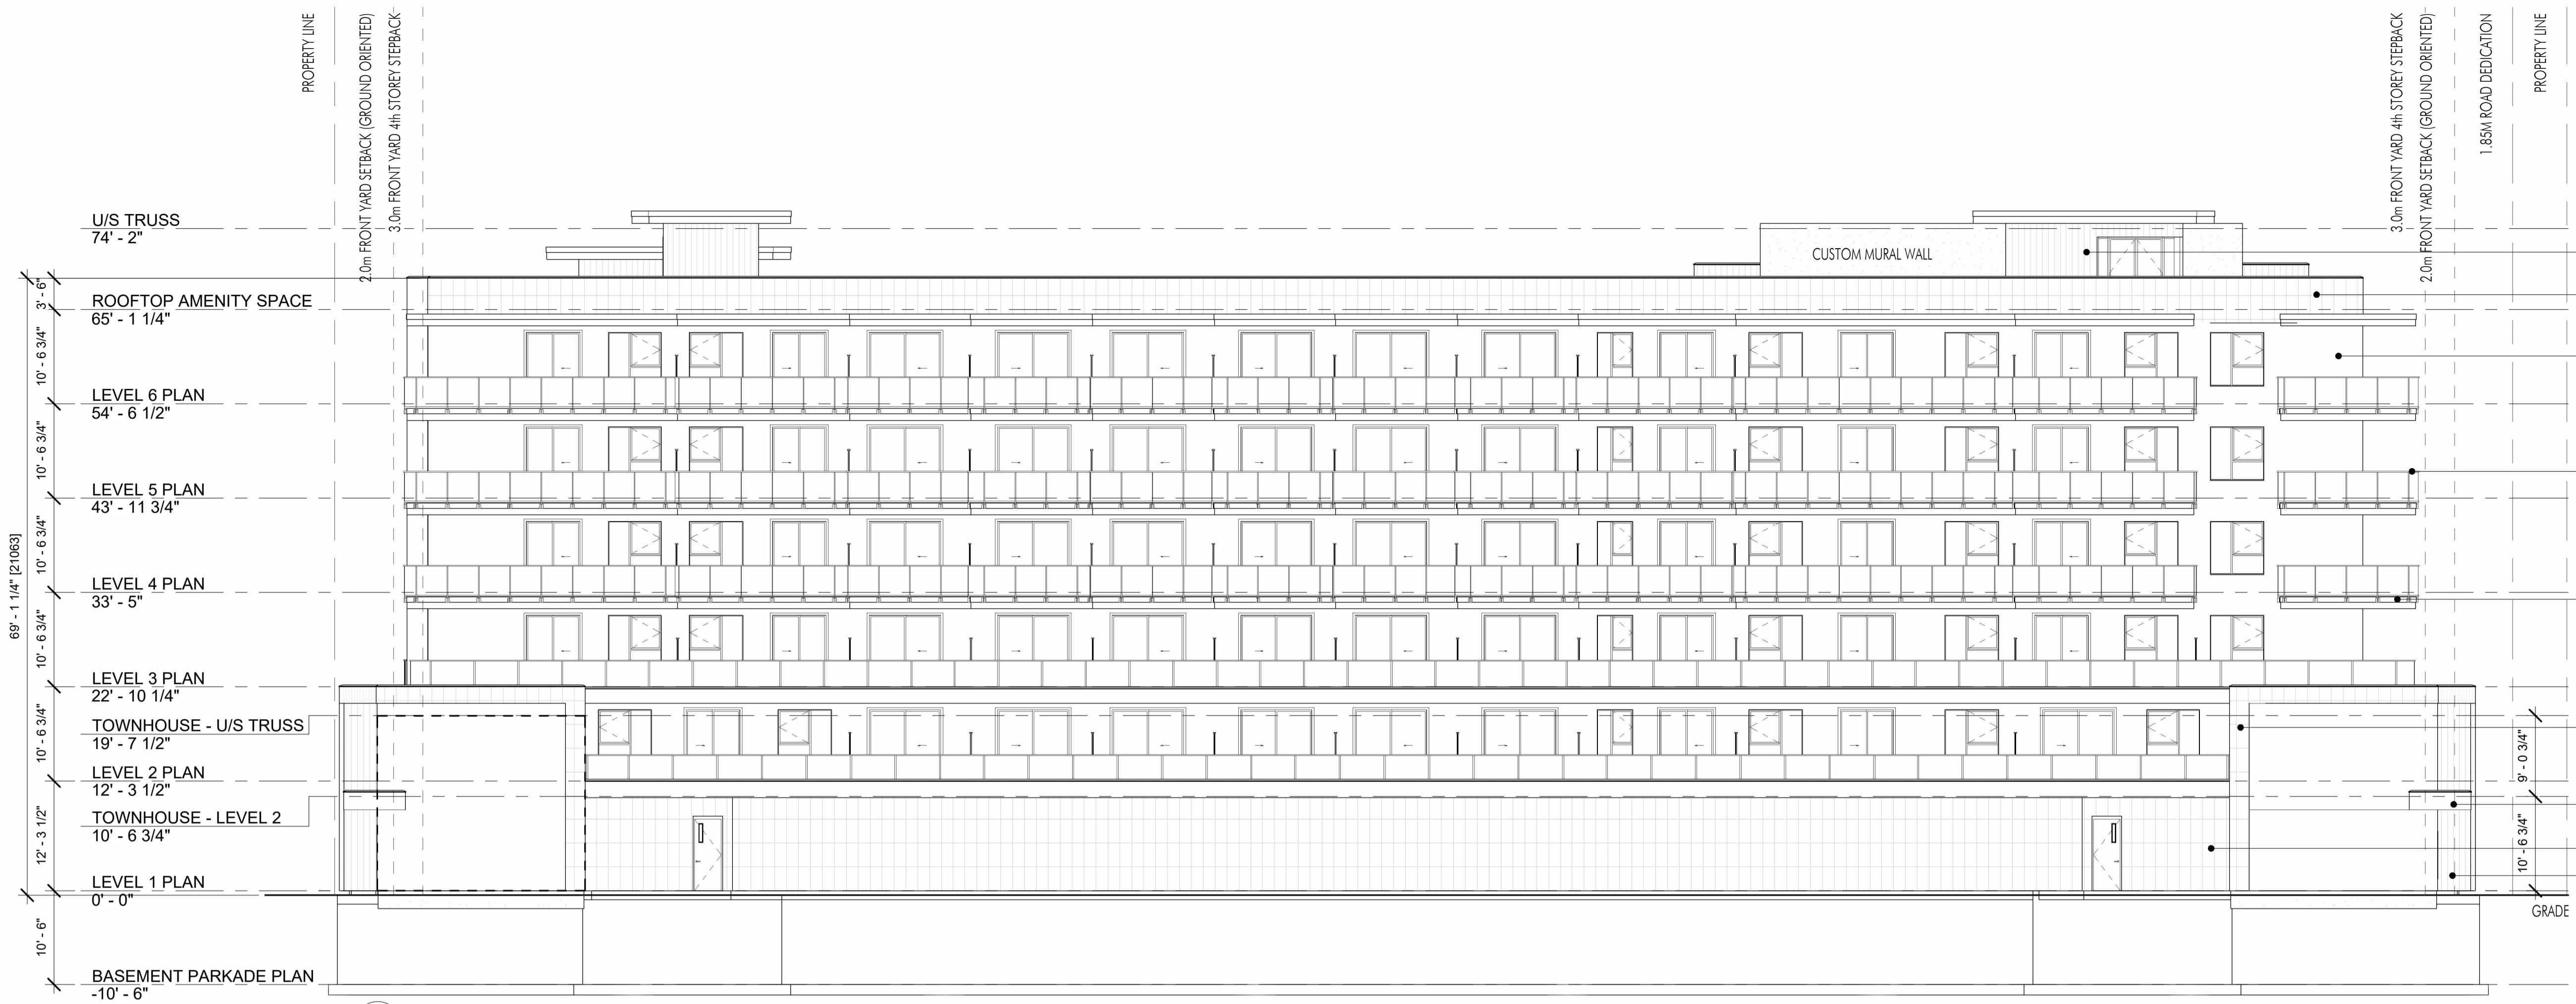 PROPERTY LINE
2.0m FRONT YARD SETBACK (GROUND ORIENTED)
3.0m FRONT YARD 4th STOREY STEPBACK
3.0m FRONT YARD 4th STOREY STEPBACK
2.0m FRONT YARD SETBACK (GROUND ORIENTED)
1.85M ROAD DEDICATION
PROPERTY LINE
U/S TRUSS
74' - 2"
CUSTOM MURAL WALL
3' - 6"
ROOFTOP AMENITY SPACE
65' - 1 1/4"
10' - 6 3/4"
LEVEL 6 PLAN
54' - 6 1/2"
10' - 6 3/4"
LEVEL 5 PLAN
43' - 11 3/4"
10' - 6 3/4"
LEVEL 4 PLAN
33' - 5"
69' - 1 1/4" [21063]
10' - 6 3/4"
LEVEL 3 PLAN
22' - 10 1/4"
10' - 6 3/4"
TOWNHOUSE - U/S TRUSS
19' - 7 1/2"
LEVEL 2 PLAN
12' - 3 1/2"
9' - 0 3/4"
TOWNHOUSE - LEVEL 2
10' - 6 3/4"
12' - 3 1/2"
10' - 6 3/4"
LEVEL 1 PLAN
0' - 0"
GRADE
10' - 6"
BASEMENT PARKADE PLAN
-10' - 6"